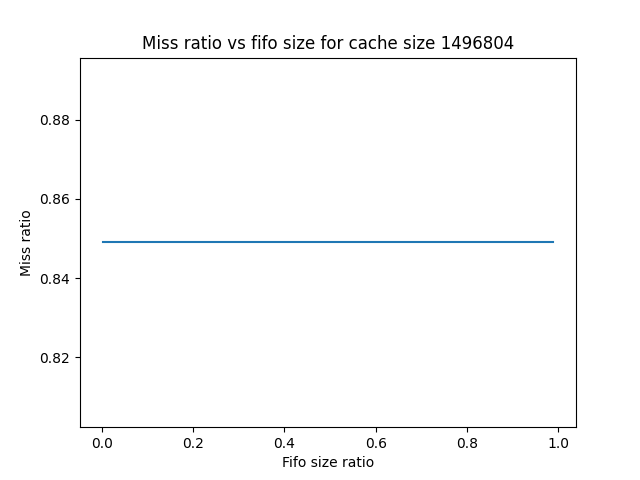 Miss ratio vs fifo size for cache size 1496804
0.88
0.86
0.84
0.82
Miss ratio
0.0 0.2 0.4 0.6 0.8 1.0
Fifo size ratio